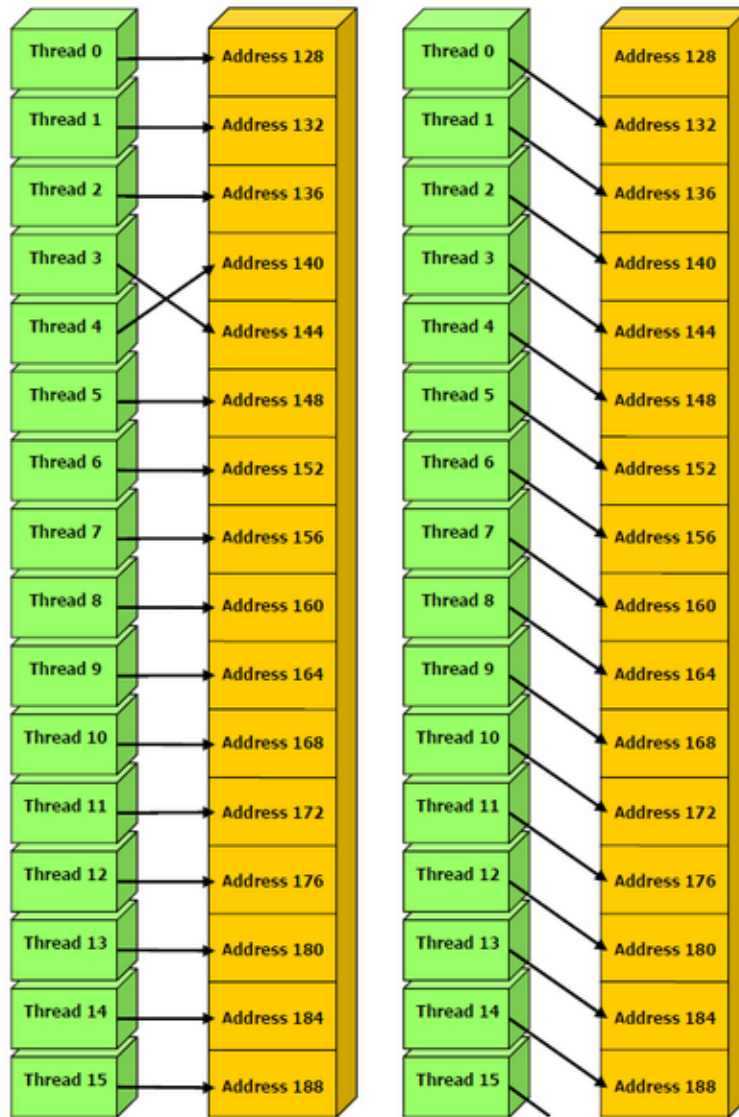 Thread 0 Address 128 Thread 0 Address 128
Thread 1 Address 132 Thread 1 Address 132
Thread 2 Address 136 Thread 2 Address 136
Thread 3 Address 140 Thread 3 Address 140
Thread 4 Address 144 Thread 4 Address 144
Thread 5 Address 148 Thread 5 Address 148
Thread 6 Address 152 Thread 6 Address 152
Thread 7 Address 156 Thread 7 Address 156
Thread 8 Address 160 Thread 8 Address 160
Thread 9 Address 164 Thread 9 Address 164
Thread 10 Address 168 Thread 10 Address 168
Thread 11 Address 172 Thread 11 Address 172
Thread 12 Address 176 Thread 12 Address 176
Thread 13 Address 180 Thread 13 Address 180
Thread 14 Address 184 Thread 14 Address 184
Thread 15 Address 188 Thread 15 Address 188